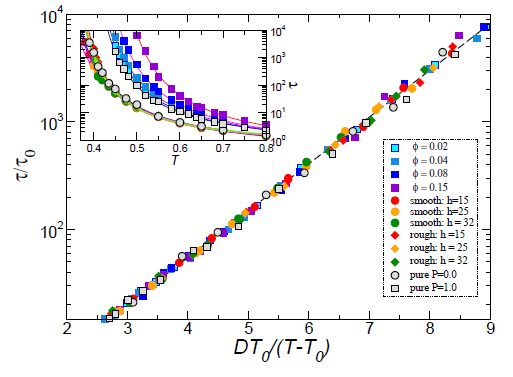 10^4
10^3
10^2
τ/τ_0
2 3 4 5 6 7 8 9
DT_0/(T-T_0)
10^4
10^3
10^2
10^1
10^0
τ
0.4 0.5 0.6 0.7 0.8
T
ϕ = 0.02
ϕ = 0.04
ϕ = 0.08
ϕ = 0.15
smooth: h=15
smooth: h=25
smooth: h = 32
rough: h =15
rough: h = 25
rough: h = 32
pure P=0.0
pure P=1.0